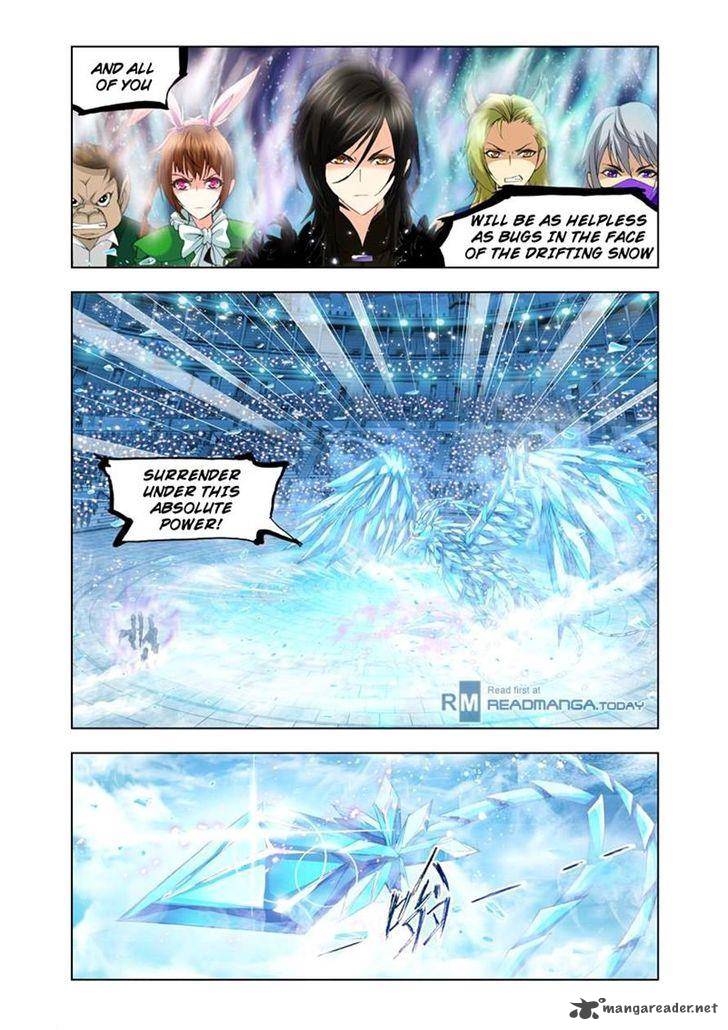 AND ALL
OF YOU
WILL BE AS HELPLESS
AS BUGS IN THE FACE
OF THE DRIFTING SNOW
SURRENDER
UNDER THIS
ABSOLUTE
POWER!
RM
Read first at
READMANGA.TODAY
嗡
mangareader.net